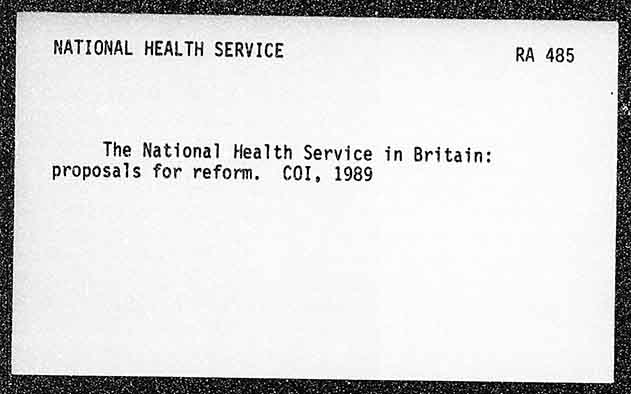 NATIONAL HEALTH SERVICE RA 485
The National Health Service in Britain:
proposals for reform. COI, 1989